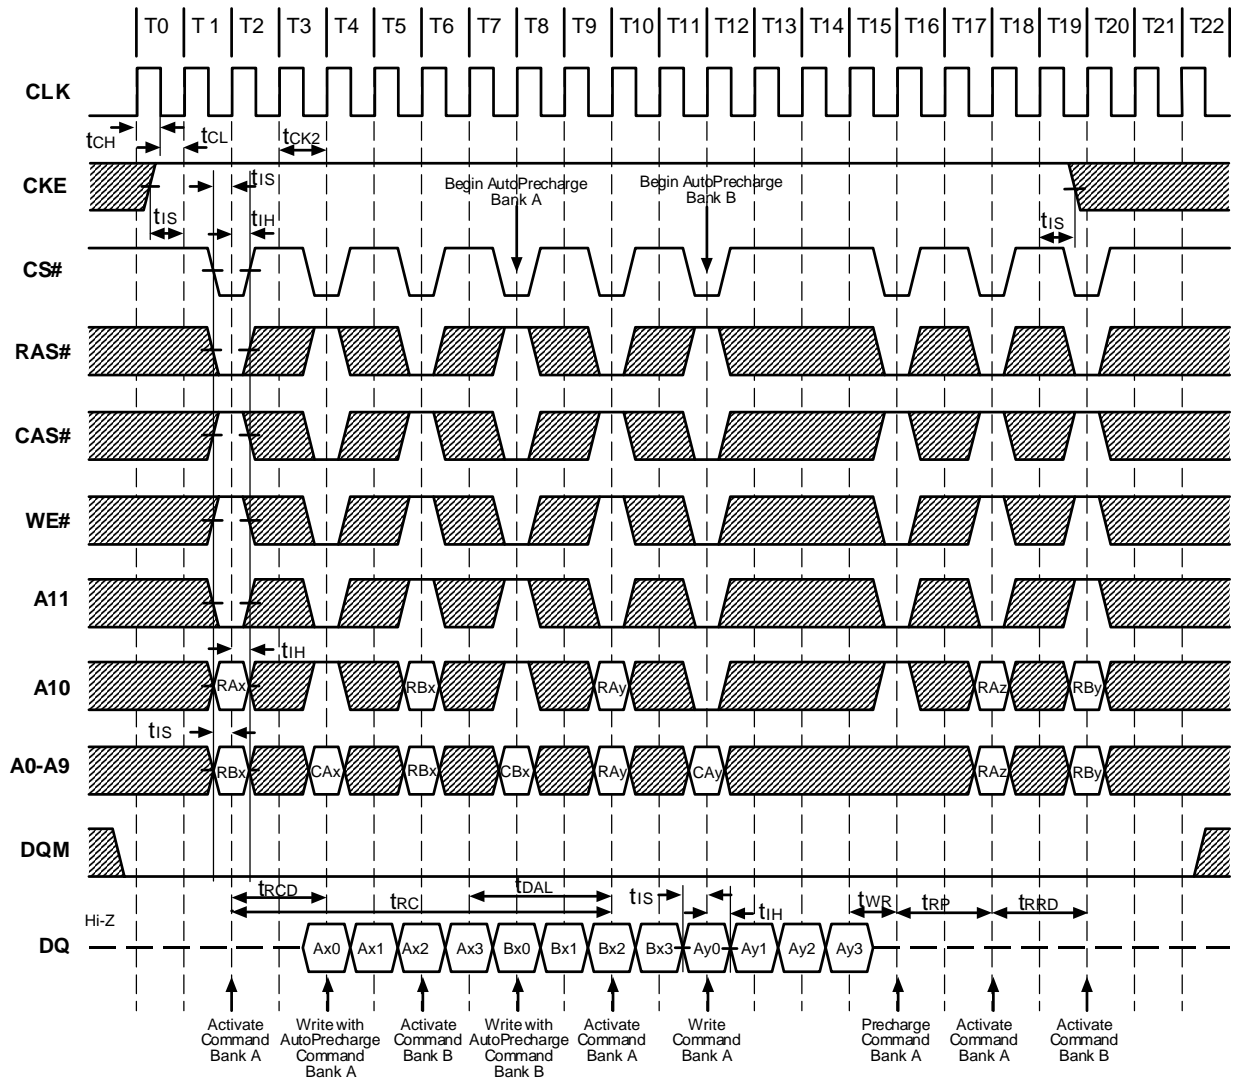 T0 T 1 T2 T3 T4 T5 T6 T7 T8 T9 T10 T11 T12 T13 T14 T15 T16 T17 T18 T19 T20 T21 T22
CLK
tCH tCL tCK2
CKE
tIS
Begin AutoPrecharge
Bank A
Begin AutoPrecharge
Bank B
tIS tIH tIS
CS#
RAS#
CAS#
WE#
A11
tIH
A10 RAx RBx RAy RAz RBy
tIS
A0-A9 RBx CAx RBx CBx RAy CAy RAz RBy
DQM
tRCD tDAL tIS tWR tRP tRRD
tRC tIH
Hi-Z
DQ Ax0 Ax1 Ax2 Ax3 Bx0 Bx1 Bx2 Bx3 Ay0 Ay1 Ay2 Ay3
Activate
Command
Bank A
Write with
AutoPrecharge
Command
Bank A
Activate
Command
Bank B
Write with
AutoPrecharge
Command
Bank B
Activate
Command
Bank A
Write
Command
Bank A
Precharge
Command
Bank A
Activate
Command
Bank A
Activate
Command
Bank B